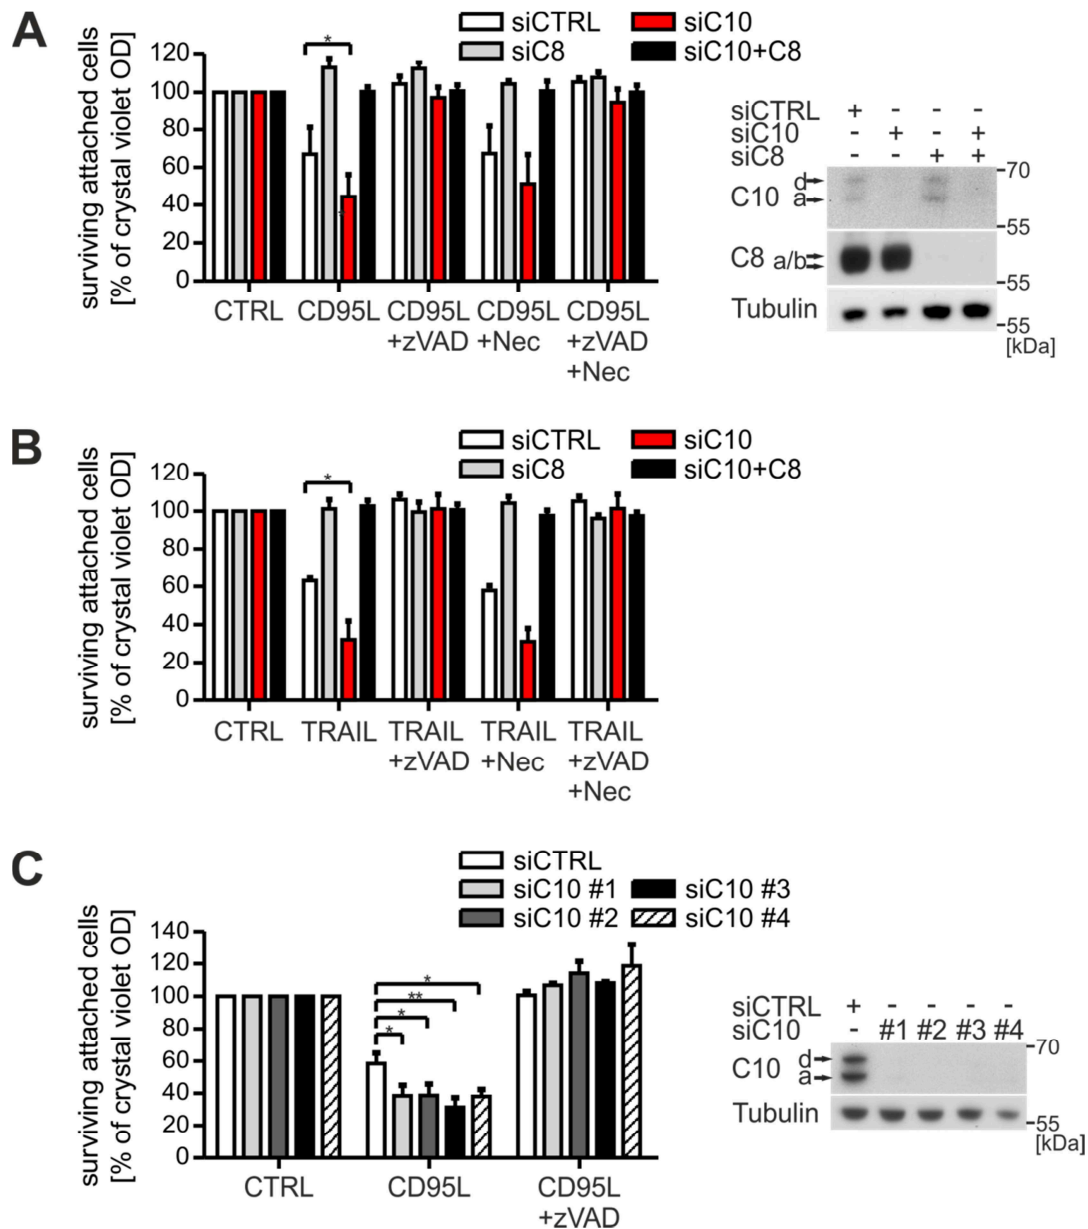 A
siCTRL
siC10
siC8
siC10+C8
surviving attached cells
[% of crystal violet OD]
120
100
80
60
40
20
0
*
*
CTRL
CD95L
CD95L
+zVAD
CD95L
+Nec
CD95L
+zVAD
+Nec
siCTRL + - - -
siC10 - + - +
siC8 - - + +
C10
d
a
70
55
C8 a/b
55
Tubulin
55
[kDa]
B
siCTRL
siC10
siC8
siC10+C8
surviving attached cells
[% of crystal violet OD]
120
100
80
60
40
20
0
*
CTRL
TRAIL
TRAIL
+zVAD
TRAIL
+Nec
TRAIL
+zVAD
+Nec
C
siCTRL
siC10 #1
siC10 #3
siC10 #2
siC10 #4
surviving attached cells
[% of crystal violet OD]
140
120
100
80
60
40
20
0
*
**
*
*
CTRL
CD95L
CD95L
+zVAD
siCTRL + - - - -
siC10 - #1 #2 #3 #4
C10
d
a
70
Tubulin
55
[kDa]